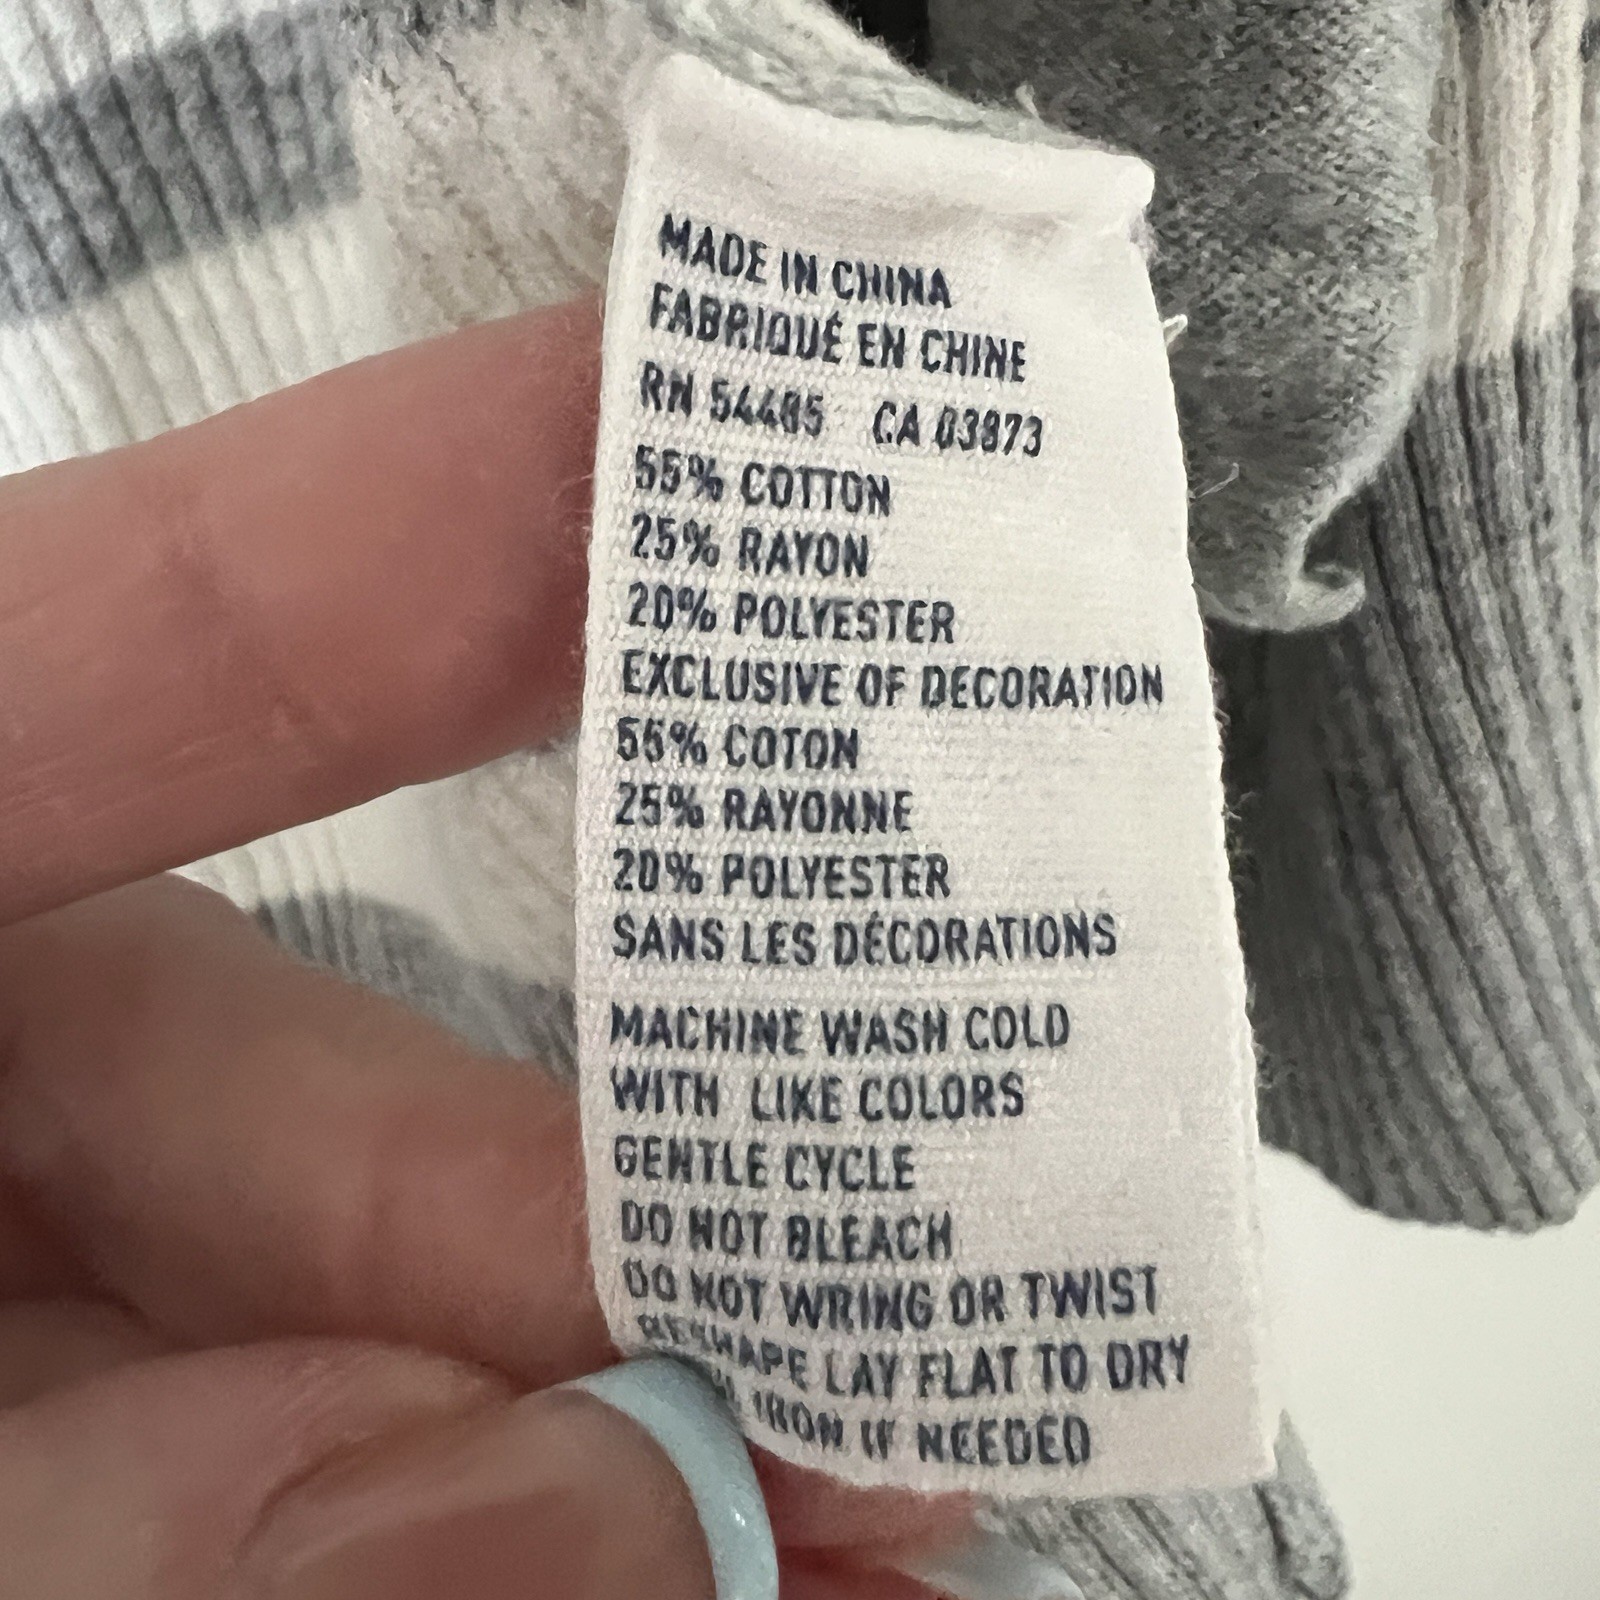 MADE IN CHINA
FABRIQUÉ EN CHINE
RN 54485 CA 03873
55% COTTON
25% RAYON
20% POLYESTER
EXCLUSIVE OF DECORATION
55% COTON
25% RAYONNE
20% POLYESTER
SANS LES DÉCORATIONS
MACHINE WASH COLD
WITH LIKE COLORS
GENTLE CYCLE
DO NOT BLEACH
DO NOT WRING OR TWIST
RESHAPE LAY FLAT TO DRY
IRON IF NEEDED